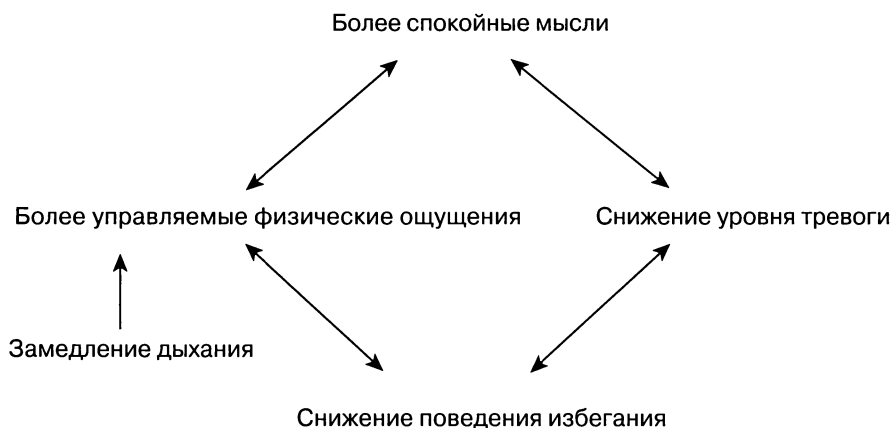 Более спокойные мысли
Более управляемые физические ощущения
Снижение уровня тревоги
Замедление дыхания
Снижение поведения избегания